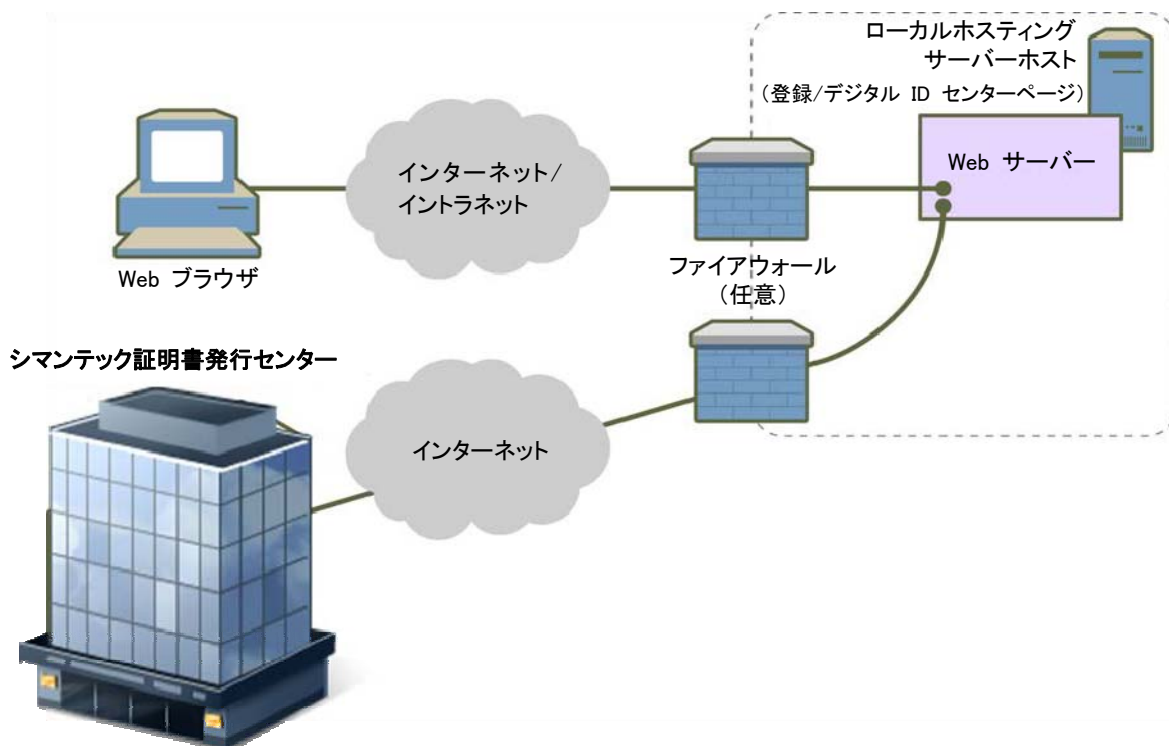 ローカルホスティング
サーバーホスト
（登録/デジタル ID センターページ）
Web サーバー
インターネット/
イントラネット
Web ブラウザ
ファイアウォール
（任意）
シマンテック証明書発行センター
インターネット